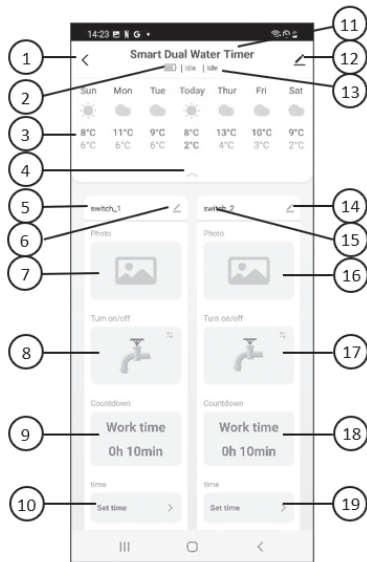 14:23
11
1
Smart Dual Water Timer
12
2
Idle Idle
13
Sun Mon Tue Today Thur Fri Sat
3
8°C 11°C 9°C 8°C 13°C 10°C 9°C
6°C 6°C 6°C 2°C 4°C 3°C 2°C
4
5
switch_1
switch_2
14
6
15
Photo Photo
7
16
Turn on/off Turn on/off
8
17
Countdown Countdown
9
Work time Work time
18
0h 10min 0h 10min
time time
10
Set time Set time
19